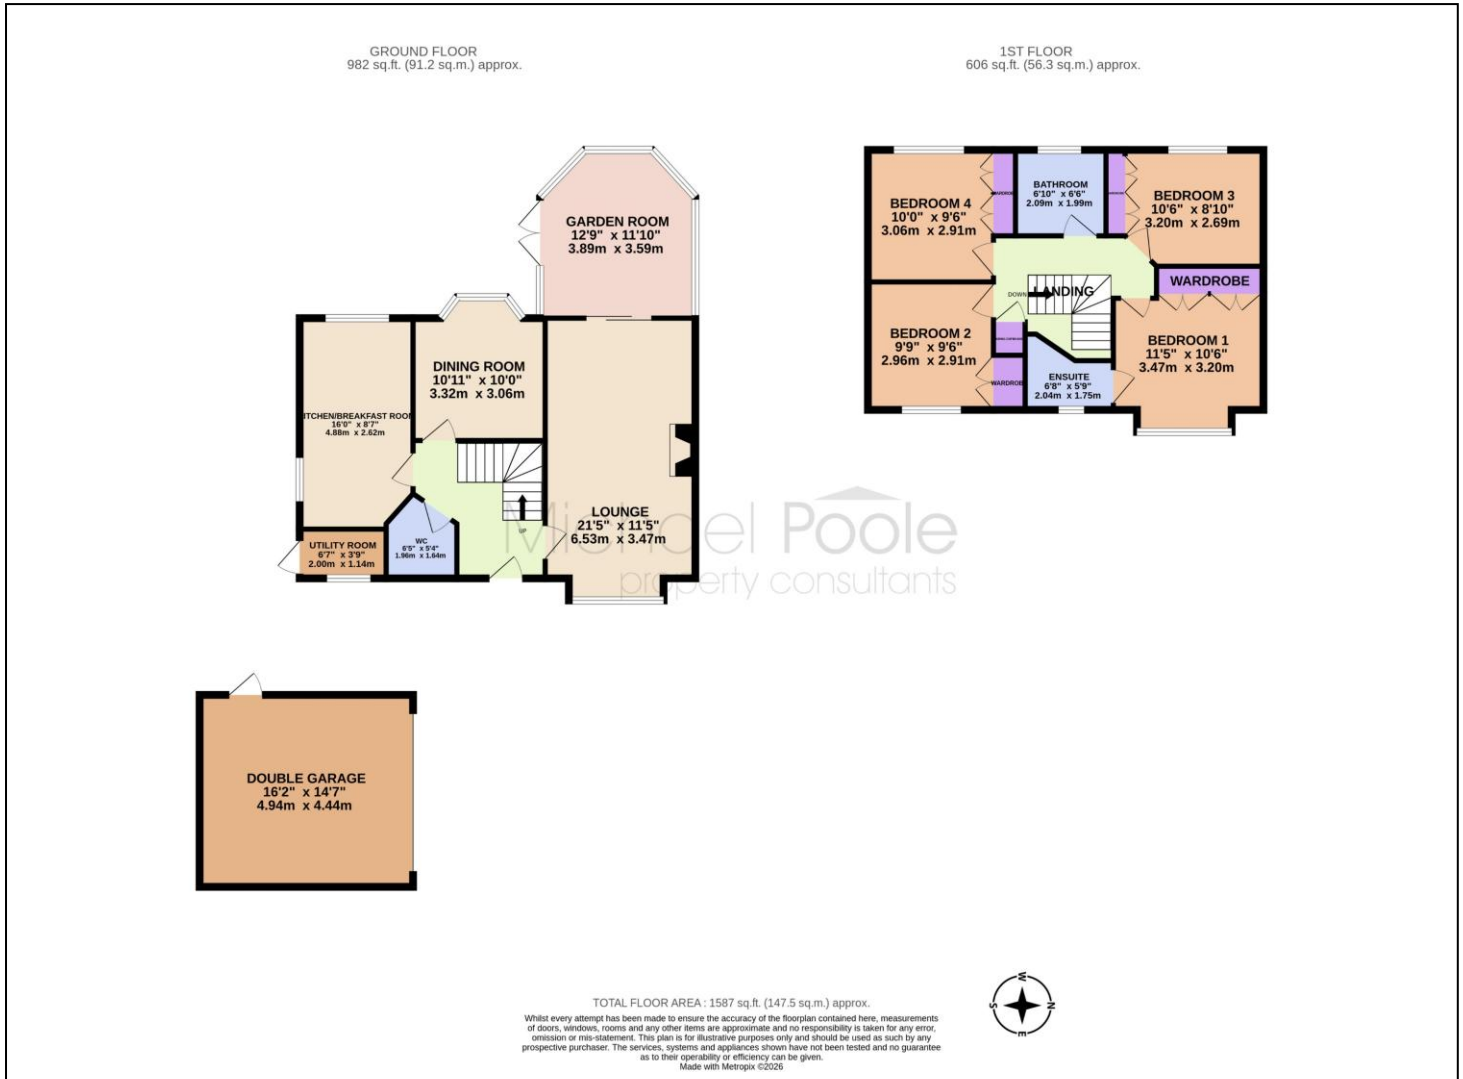 GROUND FLOOR
982 sq.ft. (91.2 sq.m.) approx.
1ST FLOOR
606 sq.ft. (56.3 sq.m.) approx.
GARDEN ROOM
12'9" x 11'10"
3.89m x 3.59m
DINING ROOM
10'11" x 10'0"
3.32m x 3.06m
KITCHEN/BREAKFAST ROOM
16'0" x 8'7"
4.88m x 2.62m
UTILITY ROOM
6'7" x 3'9"
2.00m x 1.14m
WC
6'5" x 5'4"
1.96m x 1.64m
UP
LOUNGE
21'5" x 11'5"
6.53m x 3.47m
BEDROOM 4
10'0" x 9'6"
3.06m x 2.91m
WARDROBE
BATHROOM
6'10" x 6'6"
2.09m x 1.99m
BEDROOM 3
10'6" x 8'10"
3.20m x 2.69m
WARDROBE
LANDING
DOWN
BEDROOM 2
9'9" x 9'6"
2.96m x 2.91m
WARDROBE
ENSUITE
6'8" x 5'9"
2.04m x 1.75m
BEDROOM 1
11'5" x 10'6"
3.47m x 3.20m
Michael Poole
property consultants
DOUBLE GARAGE
16'2" x 14'7"
4.94m x 4.44m
W
N
S
E
TOTAL FLOOR AREA : 1587 sq.ft. (147.5 sq.m.) approx.
Whilst every attempt has been made to ensure the accuracy of the floorplan contained here, measurements
of doors, windows, rooms and any other items are approximate and no responsibility is taken for any error,
omission or mis-statement. This plan is for illustrative purposes only and should be used as such by any
prospective purchaser. The services, systems and appliances shown have not been tested and no guarantee
as to their operability or efficiency can be given.
Made with Metropix ©2026